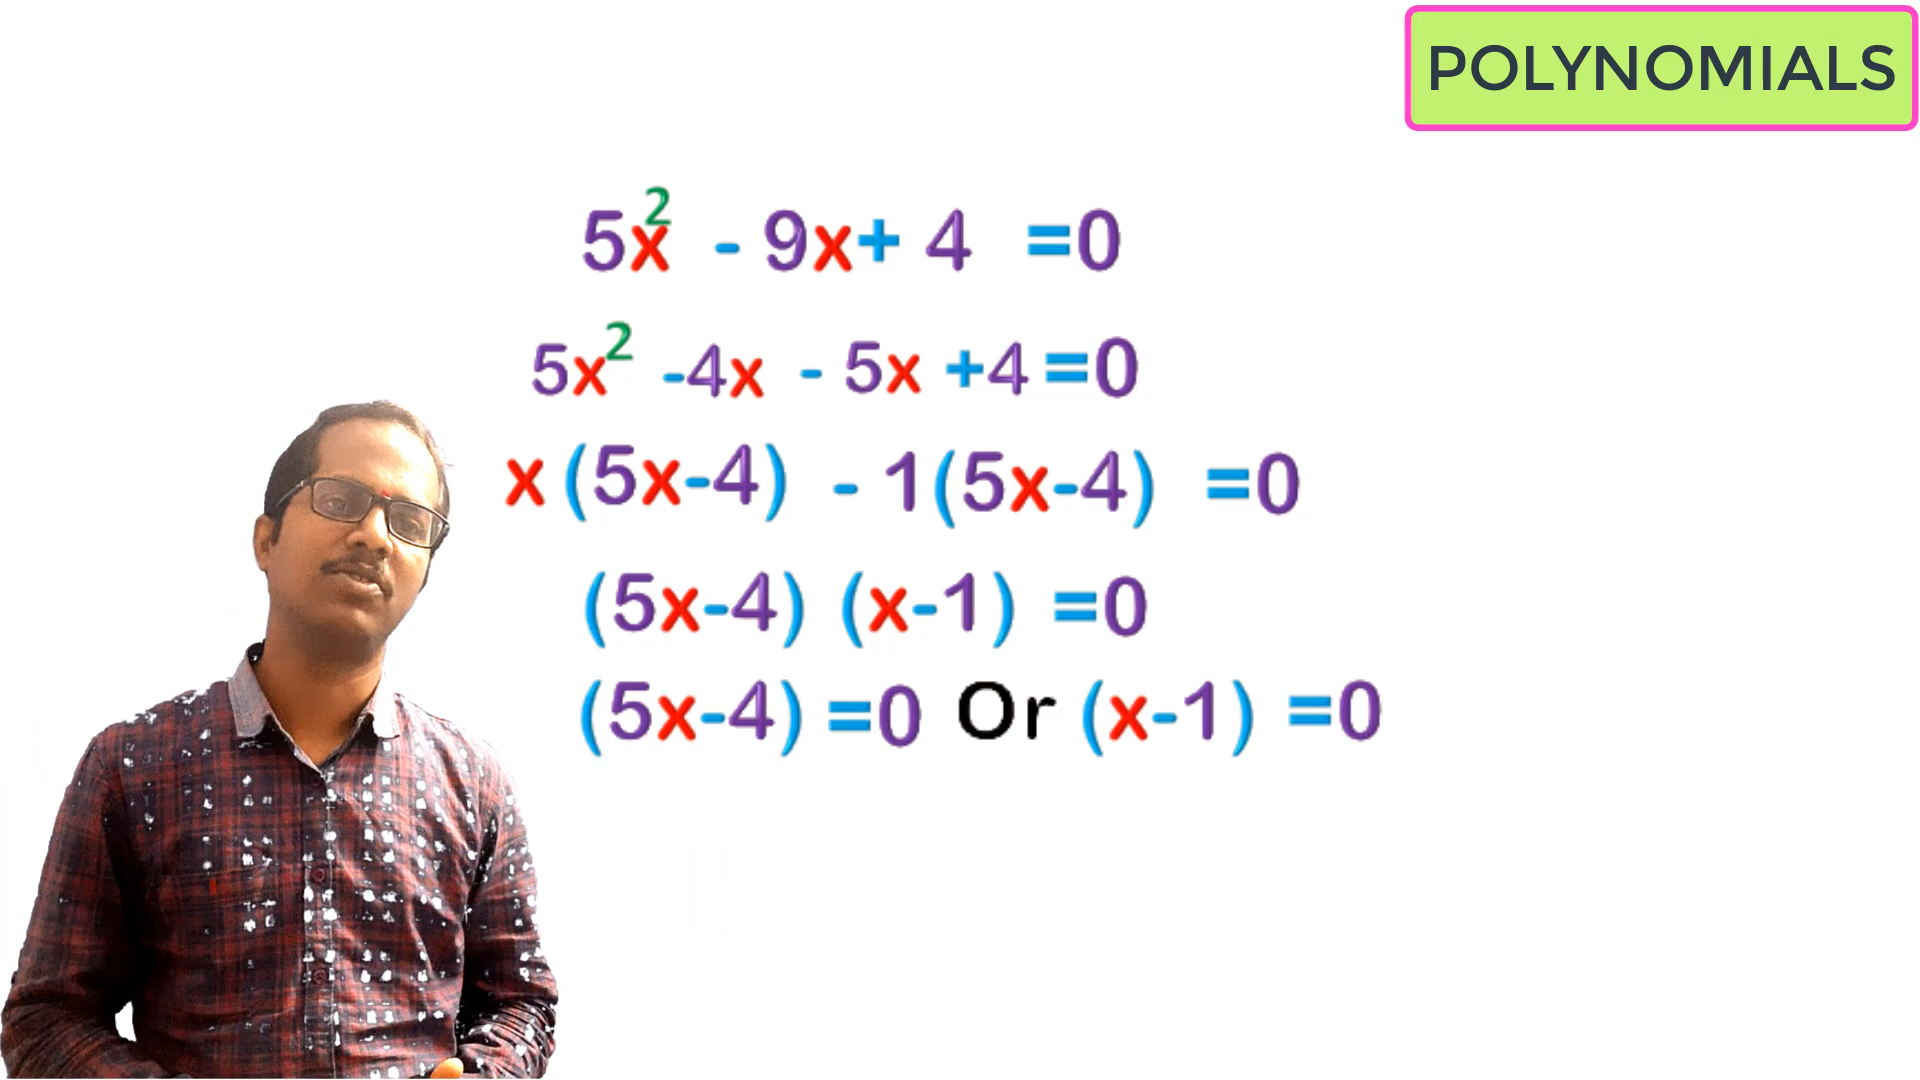 POLYNOMIALS
5x² - 9x + 4 =0
5x² -4x - 5x +4 =0
x (5x-4) - 1(5x-4) =0
(5x-4) (x-1) =0
(5x-4) =0 Or (x-1) =0